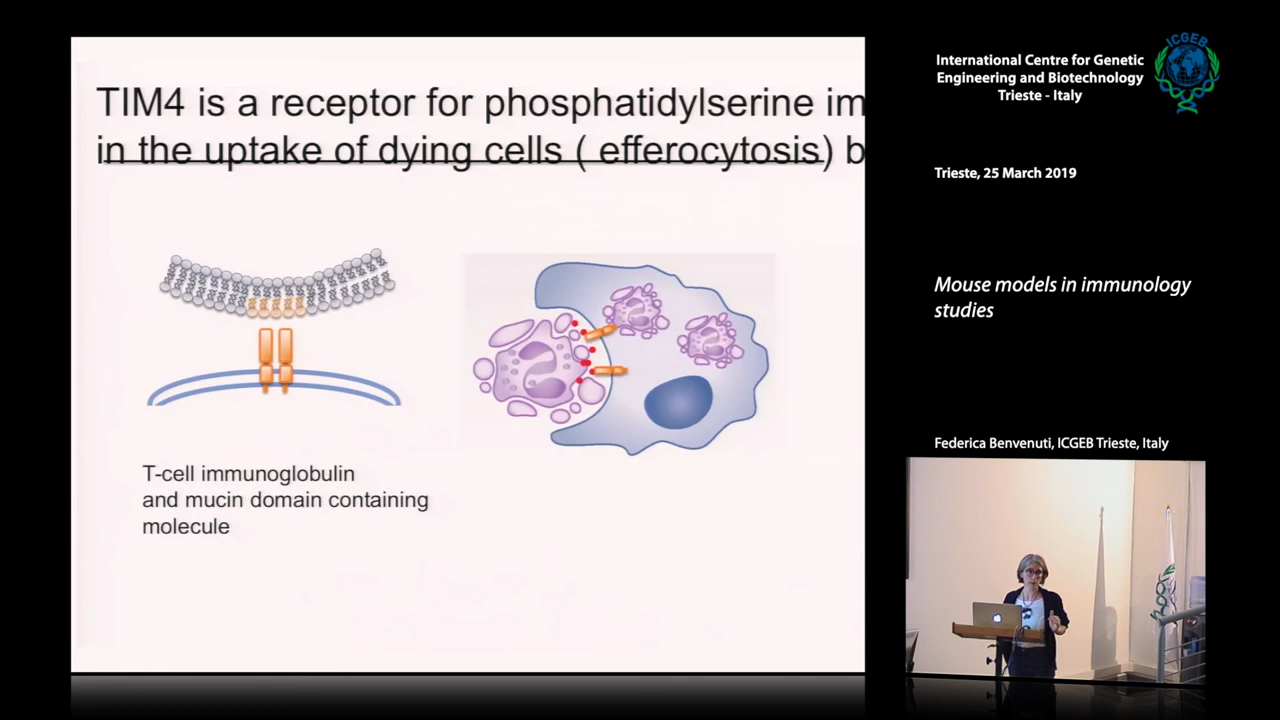 TIM4 is a receptor for phosphatidylserine im
in the uptake of dying cells ( efferocytosis) b
T-cell immunoglobulin
and mucin domain containing
molecule
International Centre for Genetic
Engineering and Biotechnology
Trieste - Italy
ICGEB
Trieste, 25 March 2019
Mouse models in immunology
studies
Federica Benvenuti, ICGEB Trieste, Italy